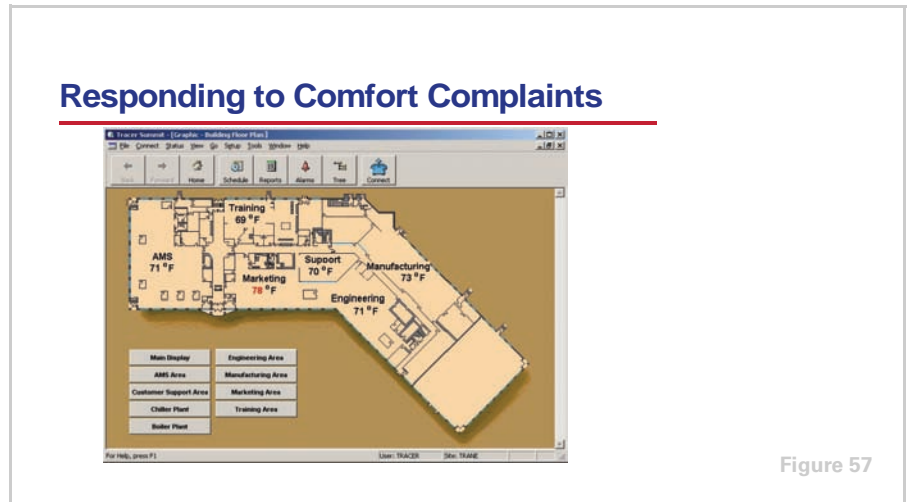 Responding to Comfort Complaints
Tracer Summit - [Graphic - Building Floor Plan]
File Connect Status View Go Setup Tools Window Help
Back Forward Home Schedule Reports Alarms Tree Connect
Training
69 °F
AMS
71 °F
Marketing
78 °F
Support
70 °F
Manufacturing
73 °F
Engineering
71 °F
Main Display
Engineering Area
AMS Area
Manufacturing Area
Customer Support Area
Marketing Area
Chiller Plant
Training Area
Boiler Plant
For Help, press F1
User: TRACER
Site: TRANE
Figure 57